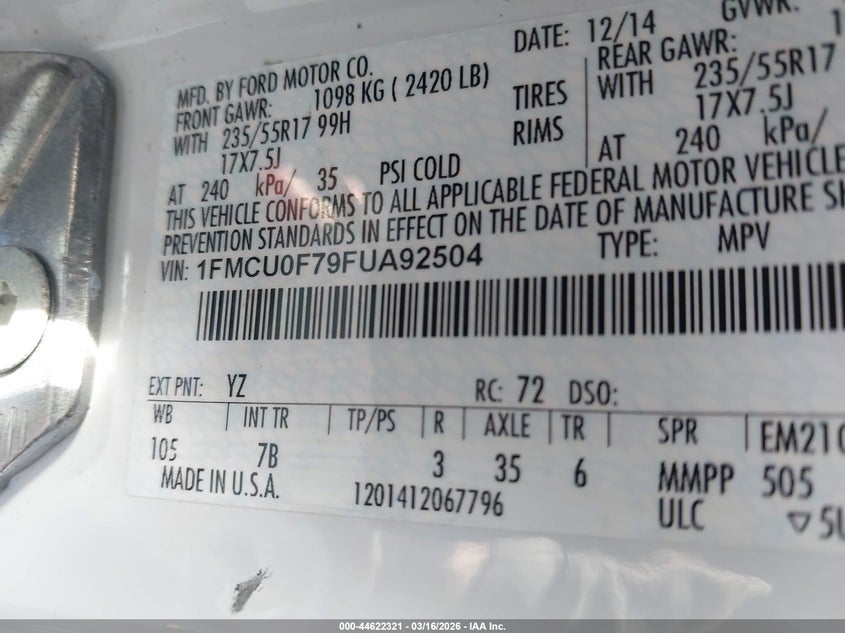 MFD. BY FORD MOTOR CO.
DATE: 12/14
GVWR:
FRONT GAWR: 1098 KG ( 2420 LB)
REAR GAWR: 1
WITH 235/55R17 99H TIRES
WITH 235/55R17
17X7.5J RIMS
17X7.5J
AT 240 kPa/ 35 PSI COLD
AT 240 kPa/
THIS VEHICLE CONFORMS TO ALL APPLICABLE FEDERAL MOTOR VEHICLE
PREVENTION STANDARDS IN EFFECT ON THE DATE OF MANUFACTURE
VIN: 1FMCU0F79FUA92504
TYPE: MPV
EXT PNT: YZ RC: 72 DSO:
WB | INT TR | TP/PS | R | AXLE | TR | SPR | EM21
105 7B 3 35 6 MMPP 505
MADE IN U.S.A. 1201412067796 ULC ▽5
000-44622321 - 03/16/2026 - IAA Inc.